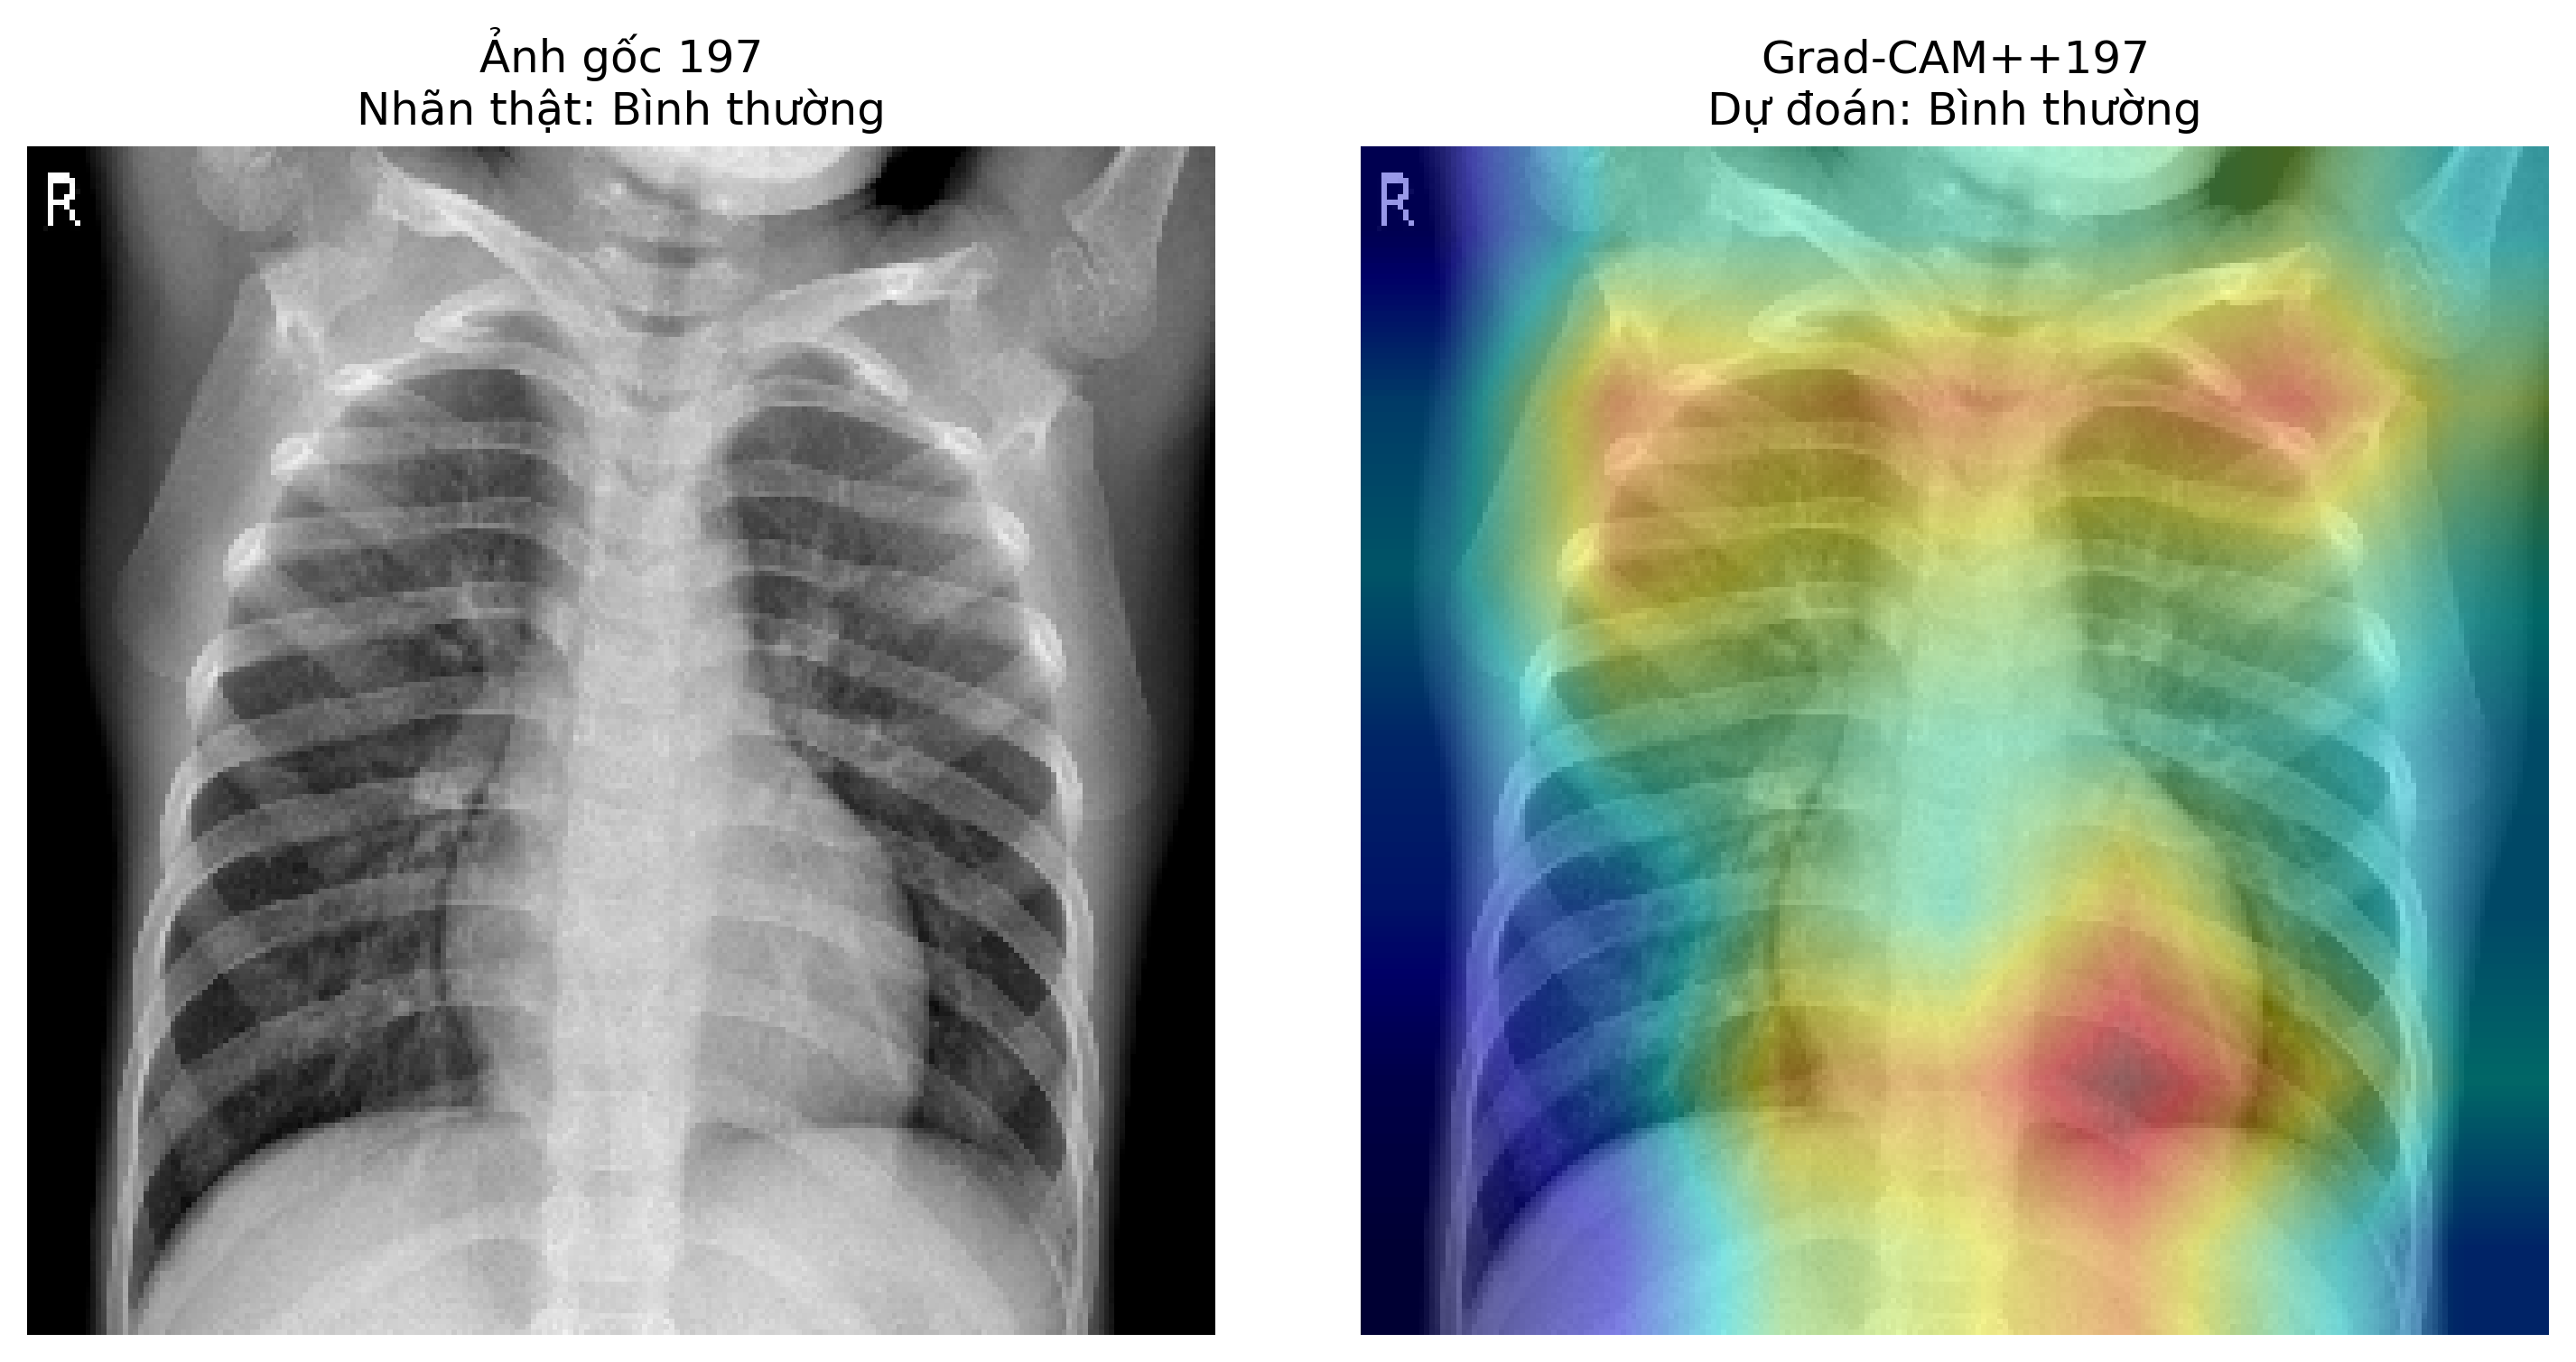 Ảnh gốc 197
Nhãn thật: Bình thường
R
Grad-CAM++197
Dự đoán: Bình thường
R